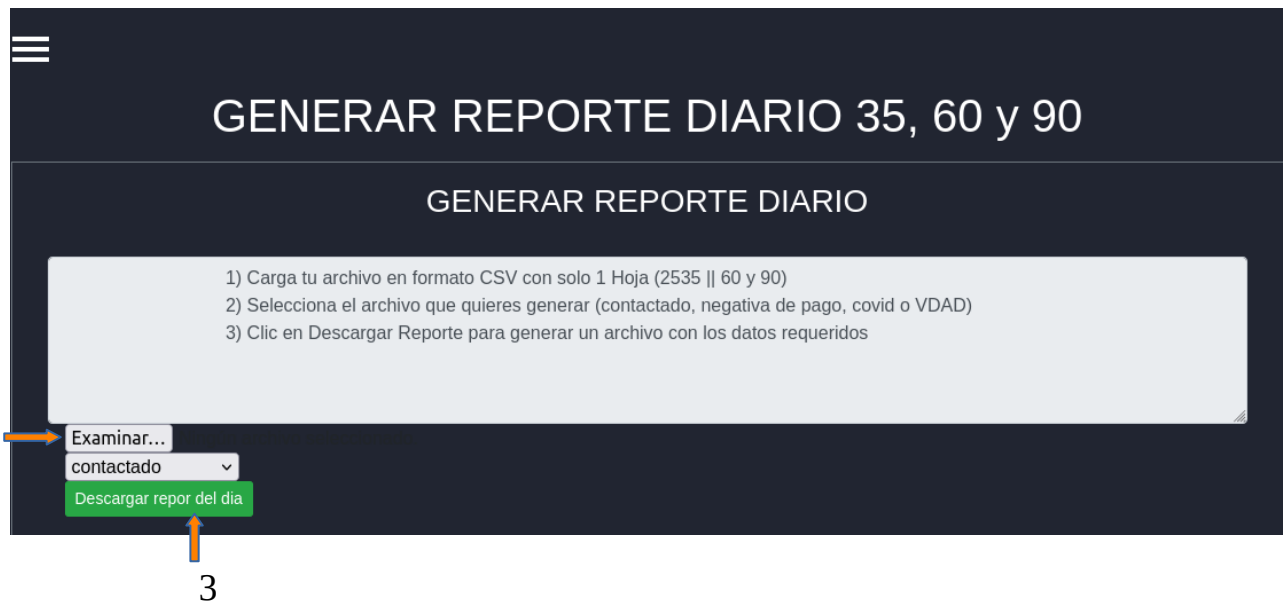 GENERAR REPORTE DIARIO 35, 60 y 90
GENERAR REPORTE DIARIO
1) Carga tu archivo en formato CSV con solo 1 Hoja (2535 || 60 y 90)
2) Selecciona el archivo que quieres generar (contactado, negativa de pago, covid o VDAD)
3) Clic en Descargar Reporte para generar un archivo con los datos requeridos
Examinar...
contactado
Descargar repor del dia
3